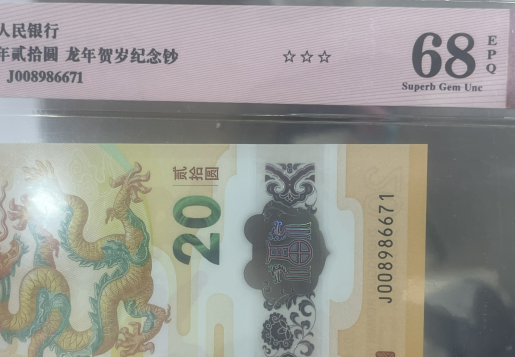 人民银行
年贰拾圆 龙年贺岁纪念钞
J008986671
☆☆☆
68
EPQ
Superb Gem Unc
贰拾圆
20
J008986671